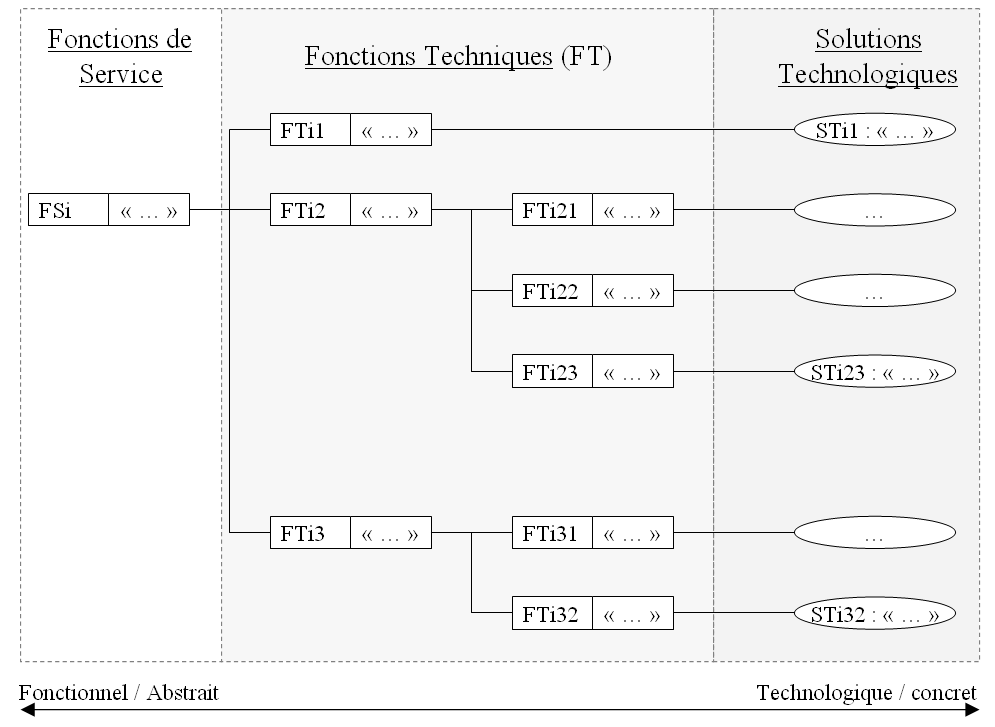 Fonctions de
Service
Fonctions Techniques (FT)
Solutions
Technologiques
FTi1 « … » STi1 : « … »
FSi « … » FTi2 « … » FTi21 « … » …
FTi22 « … » …
FTi23 « … » STi23 : « … »
FTi3 « … » FTi31 « … » …
FTi32 « … » STi32 : « … »
Fonctionnel / Abstrait Technologique / concret